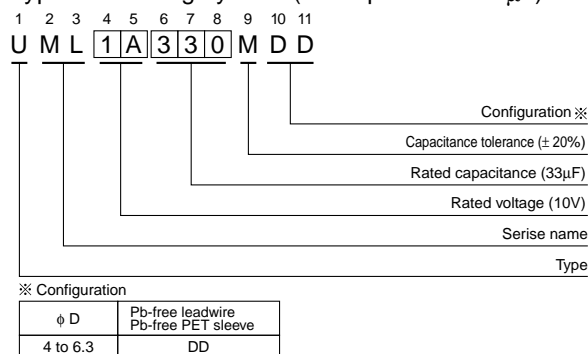 1 2 3 4 5 6 7 8 9 10 11
U M L 1 A 3 3 0 M D D
Configuration ※
Capacitance tolerance (± 20%)
Rated capacitance (33µF)
Rated voltage (10V)
Serise name
Type
※ Configuration
ϕ D Pb-free leadwire
Pb-free PET sleeve
4 to 6.3 DD